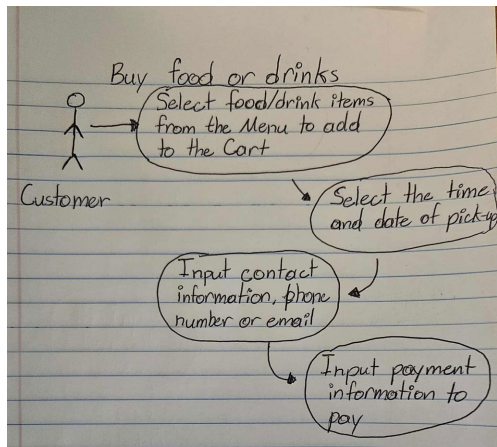 Buy food or drinks
Select food/drink items
from the Menu to add
to the Cart
Customer
Select the time
and date of pick-up
Input contact
information, phone
number or email
Input payment
information to
pay